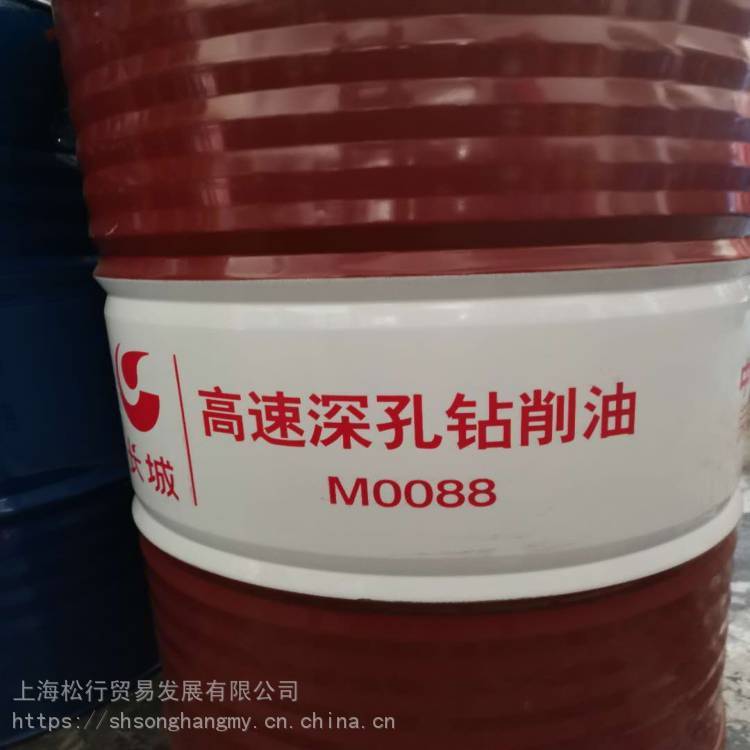 高速深孔钻削油
长城
M0088
上海松行贸易发展有限公司
https://shsonghangmy.cn.china.cn